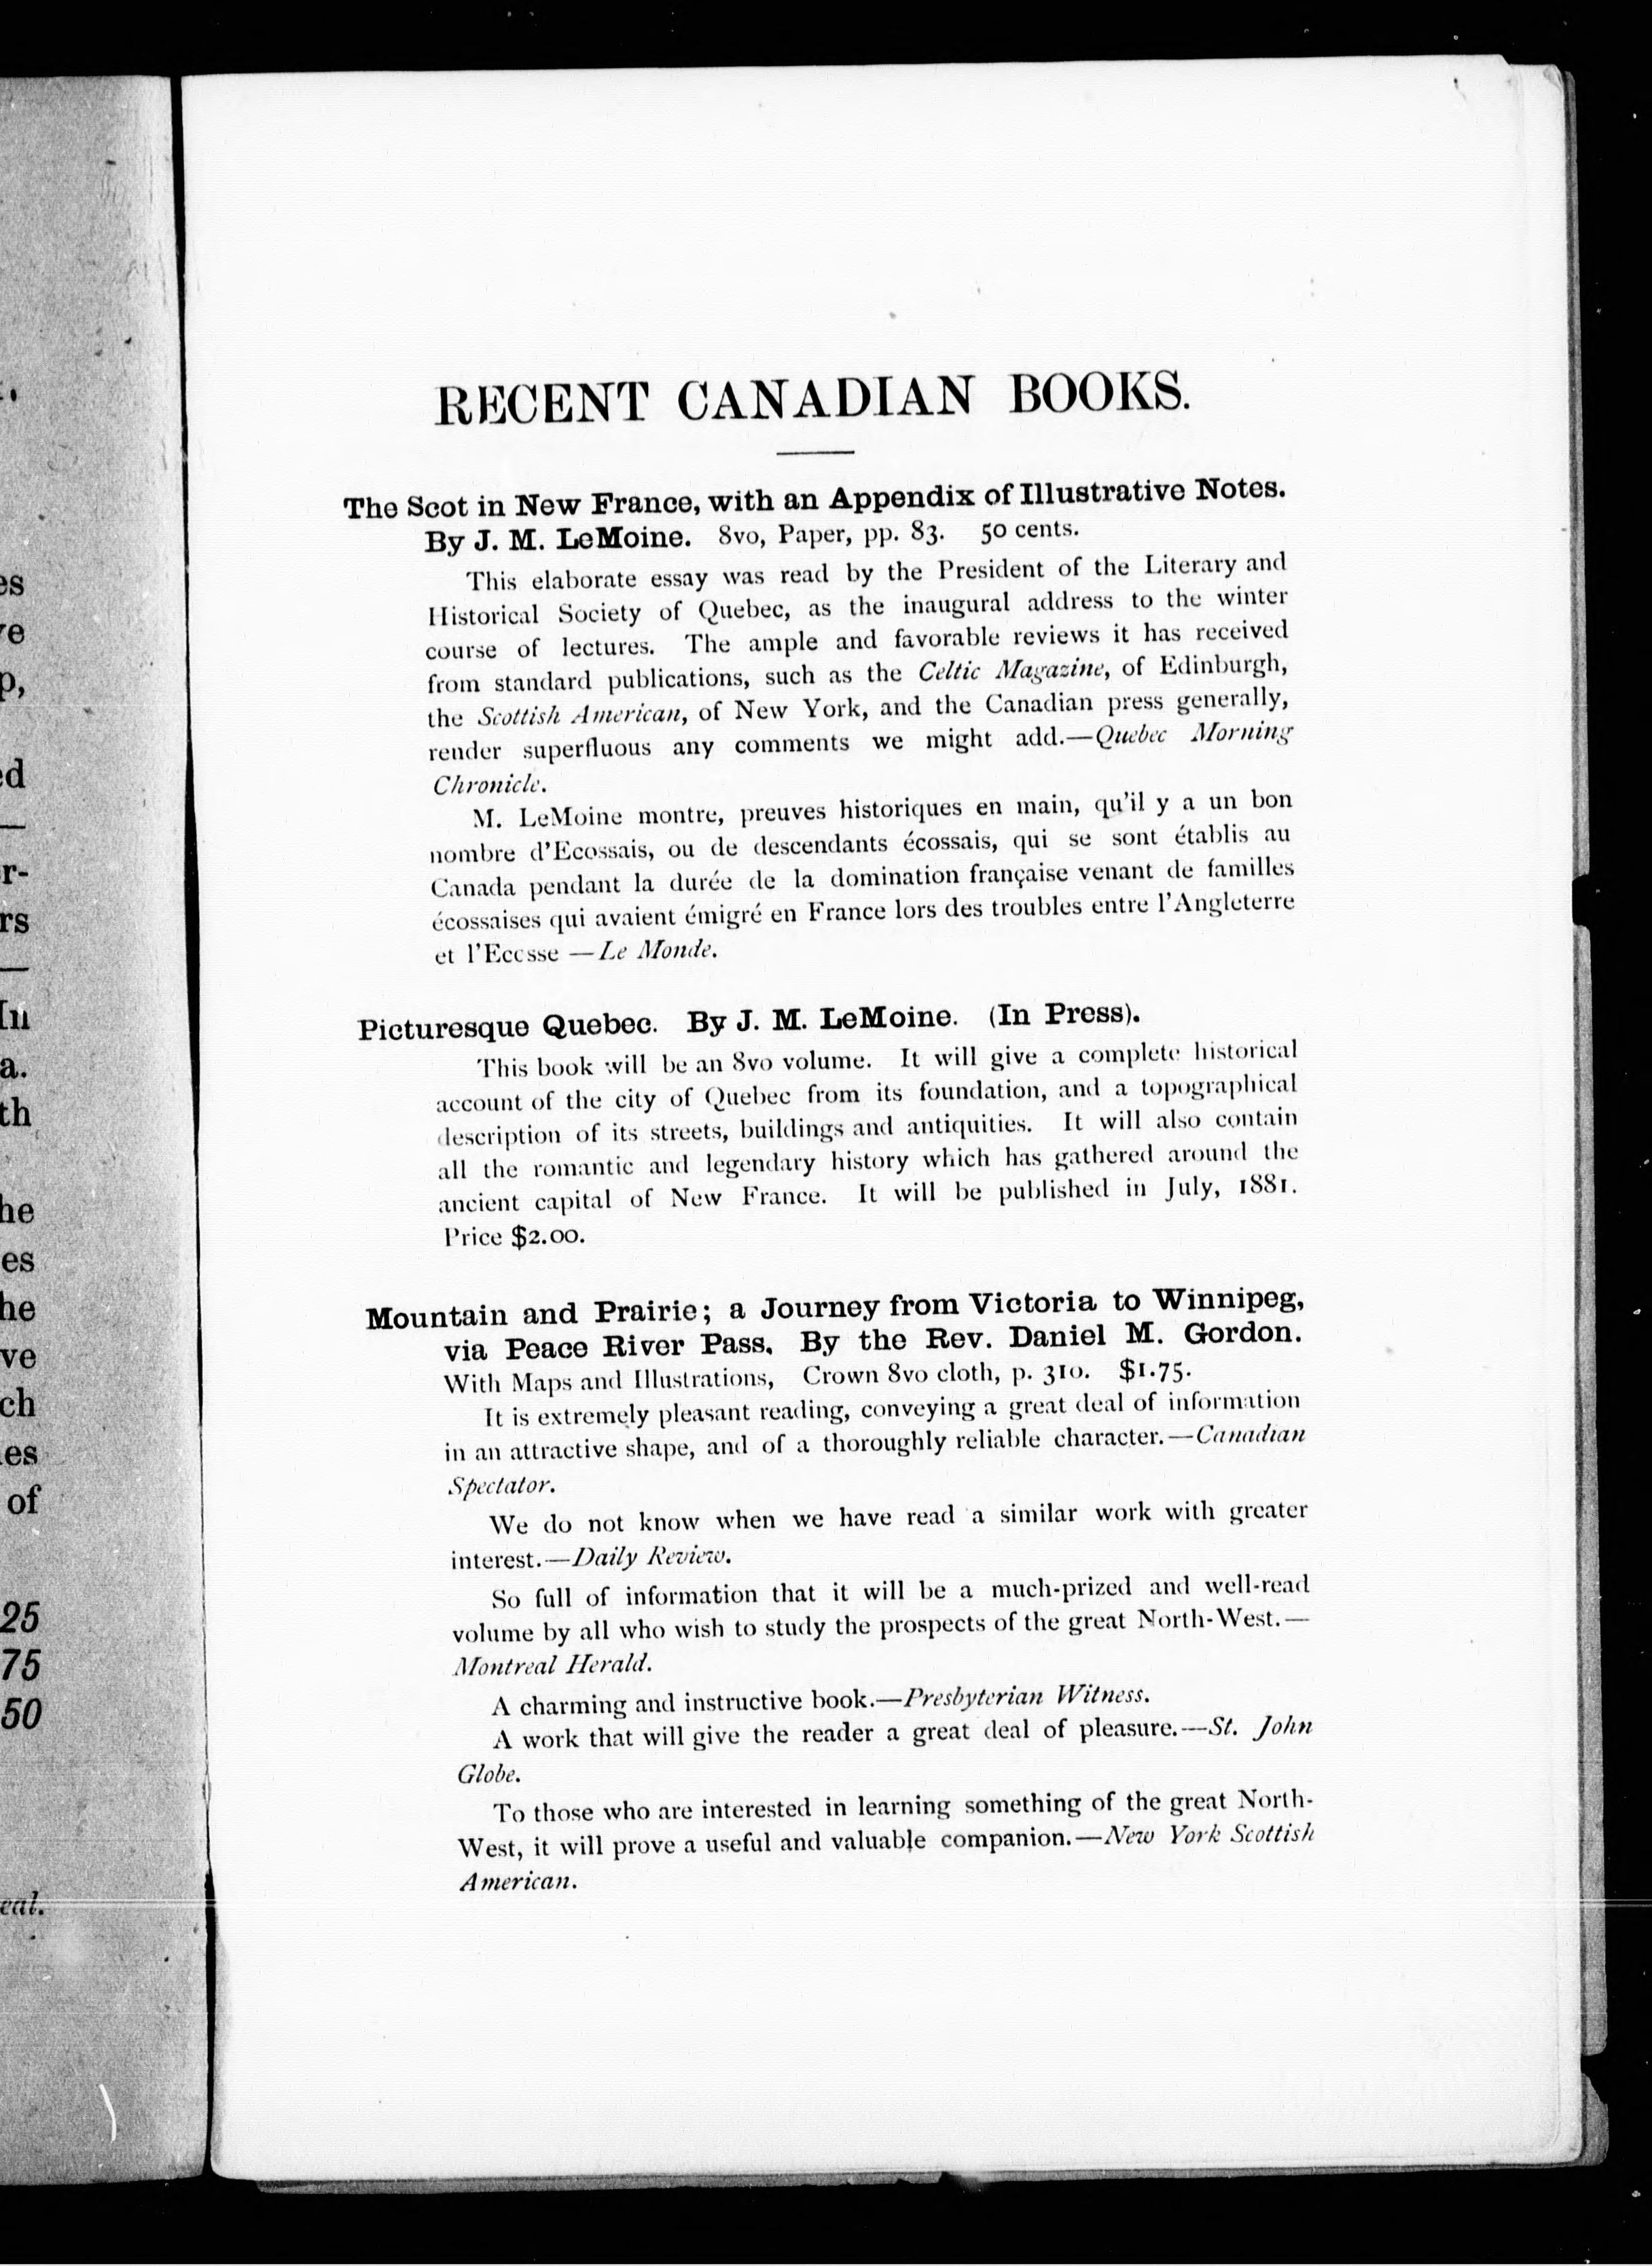 RECENT CANADIAN BOOKS.
The Scot in New France, with an Appendix of Illustrative Notes.
By J. M. LeMoine. 8vo, Paper, pp. 83. 50 cents.
This elaborate essay was read by the President of the Literary and
Historical Society of Quebec, as the inaugural address to the winter
course of lectures. The ample and favorable reviews it has received
from standard publications, such as the Celtic Magazine, of Edinburgh,
the Scottish American, of New York, and the Canadian press generally,
render superfluous any comments we might add.—Quebec Morning
Chronicle.
M. LeMoine montre, preuves historiques en main, qu'il y a un bon
nombre d'Ecossais, ou de descendants écossais, qui se sont établis au
Canada pendant la durée de la domination française venant de familles
écossaises qui avaient émigré en France lors des troubles entre l'Angleterre
et l'Eccsse —Le Monde.
Picturesque Quebec. By J. M. LeMoine. (In Press).
This book will be an 8vo volume. It will give a complete historical
account of the city of Quebec from its foundation, and a topographical
description of its streets, buildings and antiquities. It will also contain
all the romantic and legendary history which has gathered around the
ancient capital of New France. It will be published in July, 1881.
Price $2.00.
Mountain and Prairie; a Journey from Victoria to Winnipeg,
via Peace River Pass. By the Rev. Daniel M. Gordon.
With Maps and Illustrations, Crown 8vo cloth, p. 310. $1.75.
It is extremely pleasant reading, conveying a great deal of information
in an attractive shape, and of a thoroughly reliable character.—Canadian
Spectator.
We do not know when we have read a similar work with greater
interest.—Daily Review.
So full of information that it will be a much-prized and well-read
volume by all who wish to study the prospects of the great North-West.—
Montreal Herald.
A charming and instructive book.—Presbyterian Witness.
A work that will give the reader a great deal of pleasure.—St. John
Globe.
To those who are interested in learning something of the great North-
West, it will prove a useful and valuable companion.—New York Scottish
American.